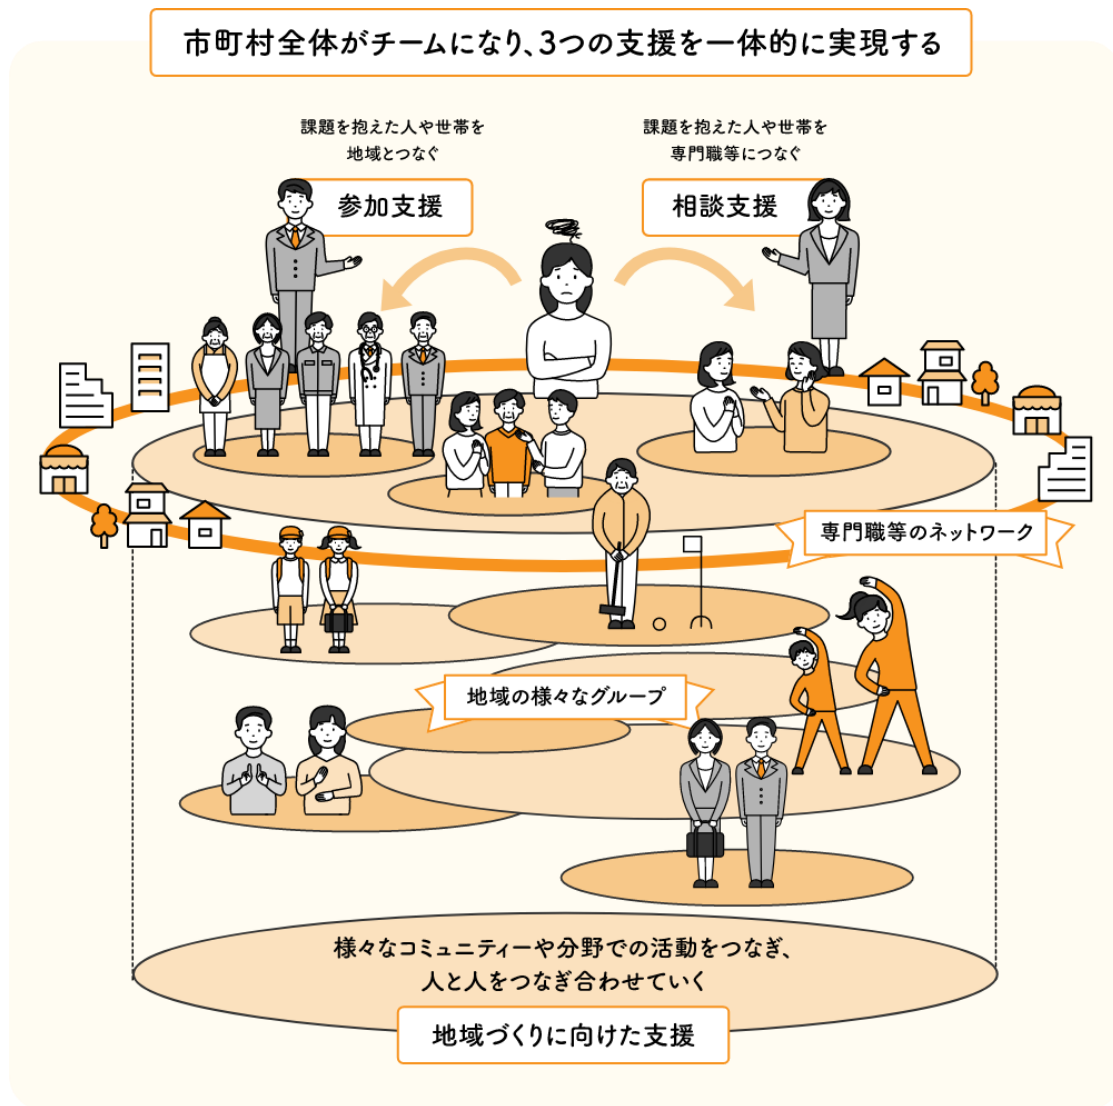 市町村全体がチームになり、3つの支援を一体的に実現する
課題を抱えた人や世帯を
地域とつなぐ
参加支援
課題を抱えた人や世帯を
専門職等につなぐ
相談支援
専門職等のネットワーク
地域の様々なグループ
様々なコミュニティーや分野での活動をつなぎ、
人と人をつなぎ合わせていく
地域づくりに向けた支援